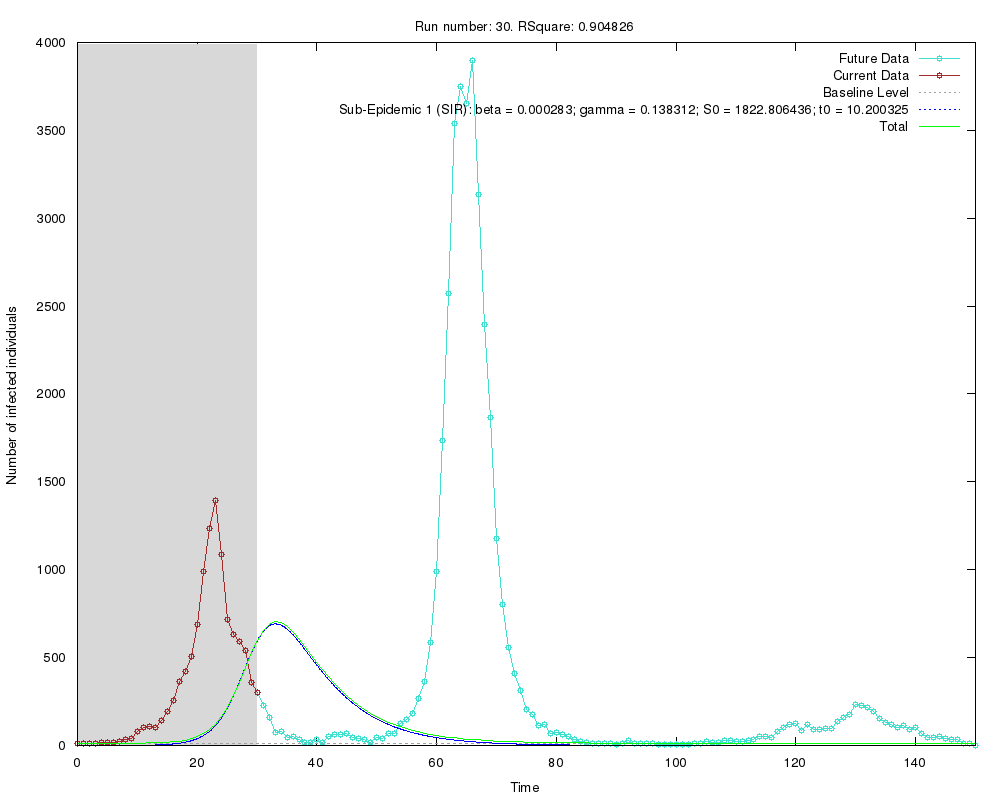 Run number: 30. RSquare: 0.904826
Future Data
Current Data
Baseline Level
Sub-Epidemic 1 (SIR): beta = 0.000283; gamma = 0.138312; S0 = 1822.806436; t0 = 10.200325
Total
Number of infected individuals
4000
3500
3000
2500
2000
1500
1000
500
0
0 20 40 60 80 100 120 140
Time